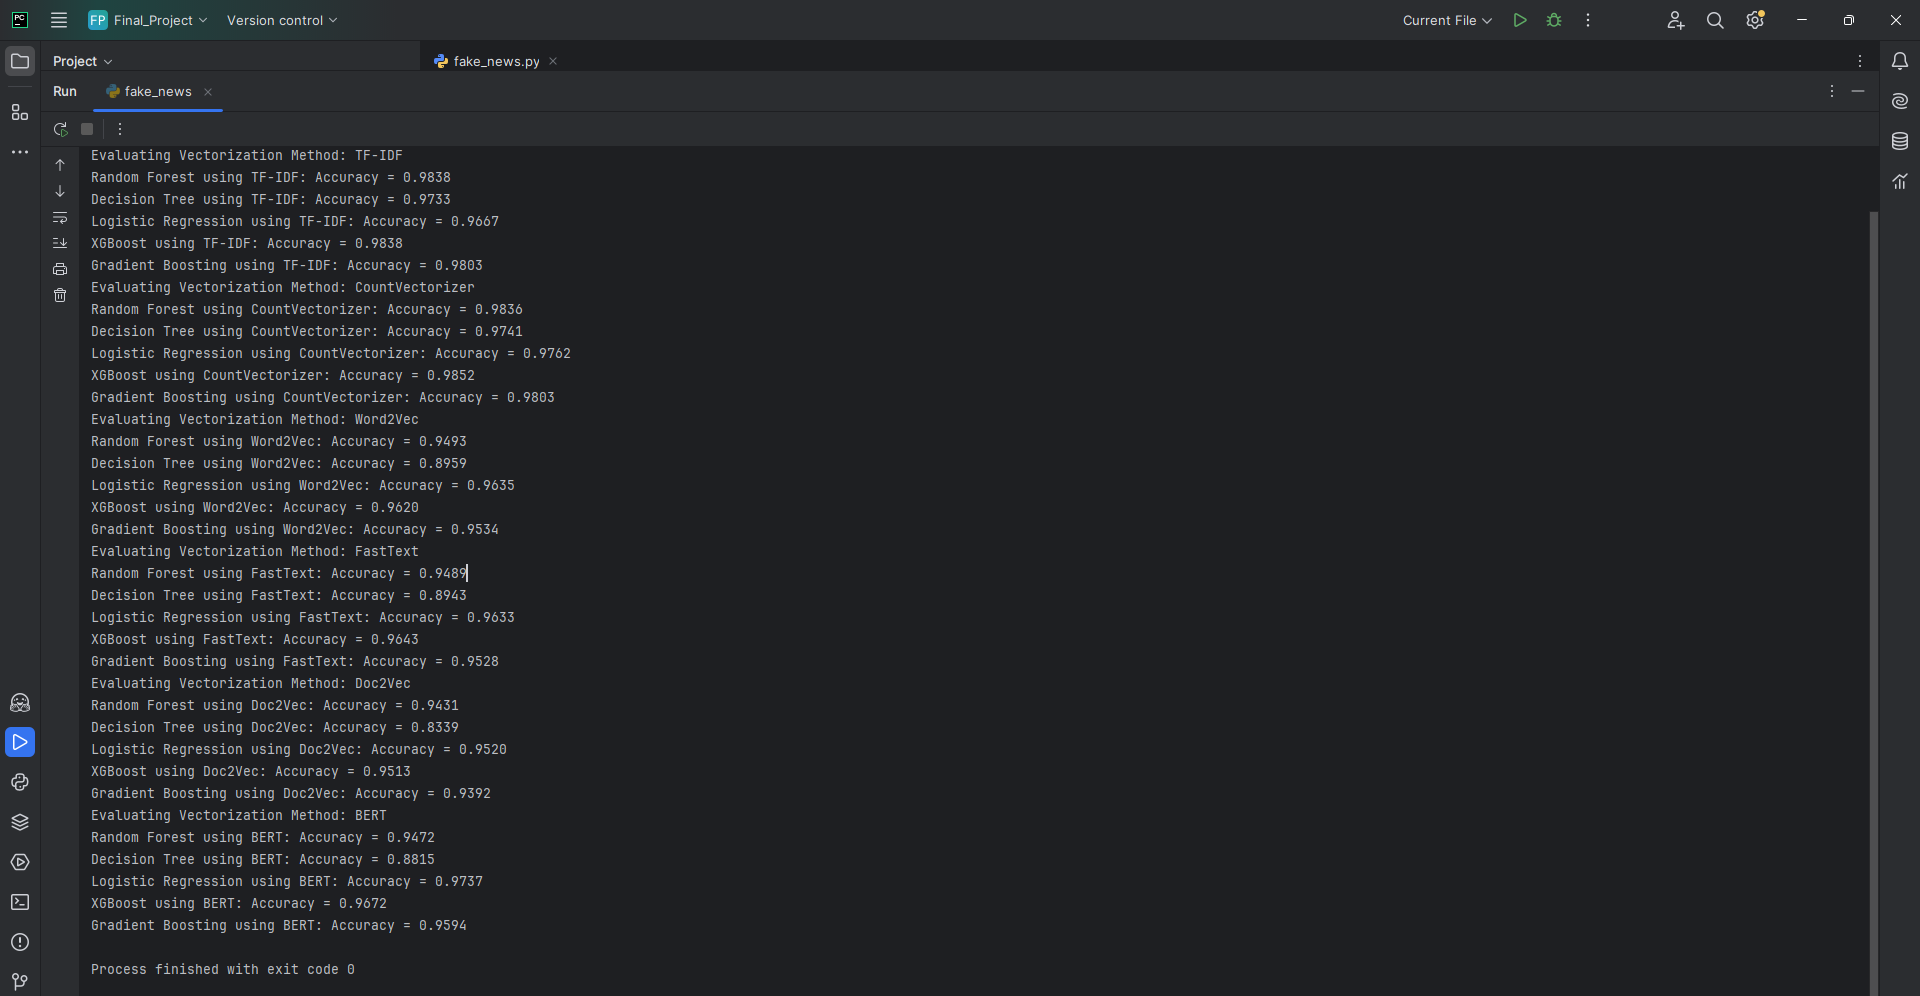 PC
FP Final_Project Version control Current File
Project fake_news.py
Run fake_news
Evaluating Vectorization Method: TF-IDF
Random Forest using TF-IDF: Accuracy = 0.9838
Decision Tree using TF-IDF: Accuracy = 0.9733
Logistic Regression using TF-IDF: Accuracy = 0.9667
XGBoost using TF-IDF: Accuracy = 0.9838
Gradient Boosting using TF-IDF: Accuracy = 0.9803
Evaluating Vectorization Method: CountVectorizer
Random Forest using CountVectorizer: Accuracy = 0.9836
Decision Tree using CountVectorizer: Accuracy = 0.9741
Logistic Regression using CountVectorizer: Accuracy = 0.9762
XGBoost using CountVectorizer: Accuracy = 0.9852
Gradient Boosting using CountVectorizer: Accuracy = 0.9803
Evaluating Vectorization Method: Word2Vec
Random Forest using Word2Vec: Accuracy = 0.9493
Decision Tree using Word2Vec: Accuracy = 0.8959
Logistic Regression using Word2Vec: Accuracy = 0.9635
XGBoost using Word2Vec: Accuracy = 0.9620
Gradient Boosting using Word2Vec: Accuracy = 0.9534
Evaluating Vectorization Method: FastText
Random Forest using FastText: Accuracy = 0.9489
Decision Tree using FastText: Accuracy = 0.8943
Logistic Regression using FastText: Accuracy = 0.9633
XGBoost using FastText: Accuracy = 0.9643
Gradient Boosting using FastText: Accuracy = 0.9528
Evaluating Vectorization Method: Doc2Vec
Random Forest using Doc2Vec: Accuracy = 0.9431
Decision Tree using Doc2Vec: Accuracy = 0.8339
Logistic Regression using Doc2Vec: Accuracy = 0.9520
XGBoost using Doc2Vec: Accuracy = 0.9513
Gradient Boosting using Doc2Vec: Accuracy = 0.9392
Evaluating Vectorization Method: BERT
Random Forest using BERT: Accuracy = 0.9472
Decision Tree using BERT: Accuracy = 0.8815
Logistic Regression using BERT: Accuracy = 0.9737
XGBoost using BERT: Accuracy = 0.9672
Gradient Boosting using BERT: Accuracy = 0.9594
Process finished with exit code 0